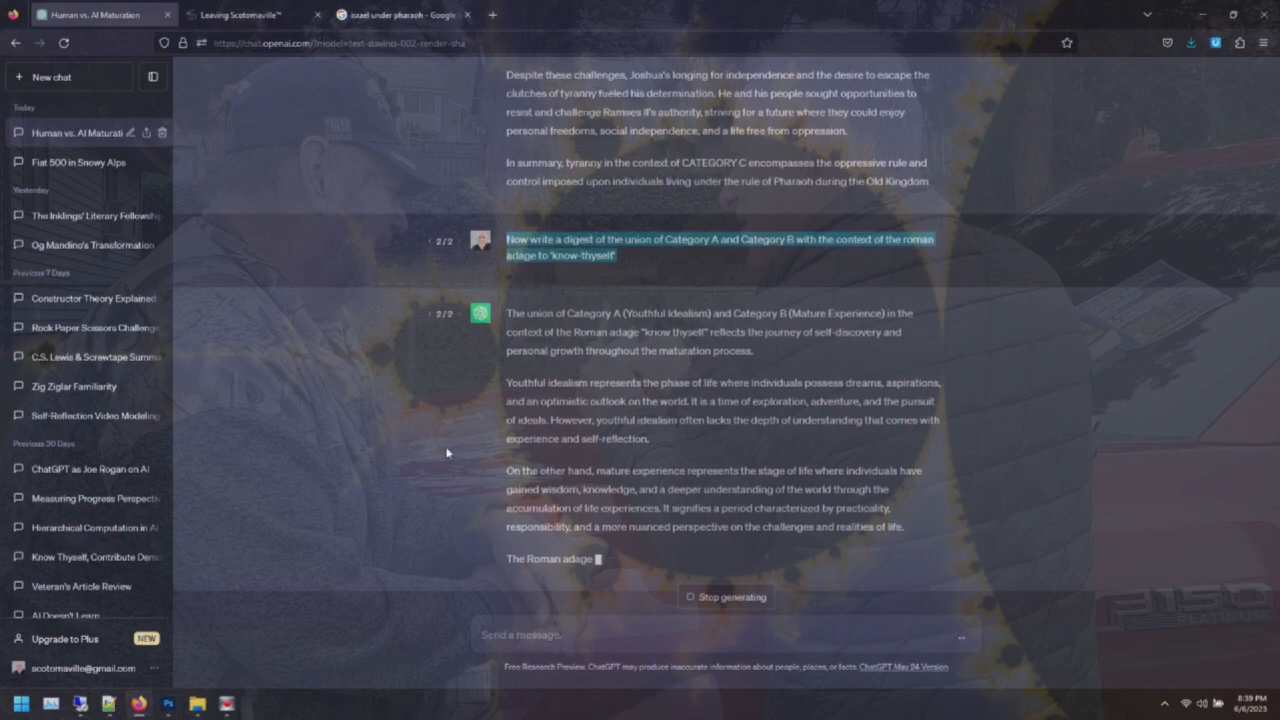 Human vs. AI Maturation
Leaving Scotomaville™
israel under pharaoh - Google S
https://chat.openai.com/?model=text-davinci-002-render-sha
New chat
Today
Human vs. AI Maturati
Fiat 500 in Snowy Alps
Yesterday
The Inklings' Literary Fellowship
Og Mandino's Transformation
Previous 7 Days
Constructor Theory Explained
Rock Paper Scissors Challenge
C.S. Lewis & Screwtape Summa
Zig Ziglar Familiarity
Self-Reflection Video Modeling
Previous 30 Days
ChatGPT as Joe Rogan on AI
Measuring Progress Perspectiv
Hierarchical Computation in AI
Know Thyself, Contribute Demo
Veteran's Article Review
AI Doesn't Learn
Upgrade to Plus
NEW
scotomaville@gmail.com
Despite these challenges, Joshua's longing for independence and the desire to escape the
clutches of tyranny fueled his determination. He and his people sought opportunities to
resist and challenge Ramses II's authority, striving for a future where they could enjoy
personal freedoms, social independence, and a life free from oppression.
In summary, tyranny in the context of CATEGORY C encompasses the oppressive rule and
control imposed upon individuals living under the rule of Pharaoh during the Old Kingdom
2/2
Now write a digest of the union of Category A and Category B with the context of the roman
adage to 'know-thyself'
2/2
The union of Category A (Youthful Idealism) and Category B (Mature Experience) in the
context of the Roman adage "know thyself" reflects the journey of self-discovery and
personal growth throughout the maturation process.
Youthful idealism represents the phase of life where individuals possess dreams, aspirations,
and an optimistic outlook on the world. It is a time of exploration, adventure, and the pursuit
of ideals. However, youthful idealism often lacks the depth of understanding that comes with
experience and self-reflection.
On the other hand, mature experience represents the stage of life where individuals have
gained wisdom, knowledge, and a deeper understanding of the world through the
accumulation of life experiences. It signifies a period characterized by practicality,
responsibility, and a more nuanced perspective on the challenges and realities of life.
The Roman adage
Stop generating
Send a message.
Free Research Preview. ChatGPT may produce inaccurate information about people, places, or facts. ChatGPT May 24 Version
PLATINUM
8:39 PM
6/6/2023